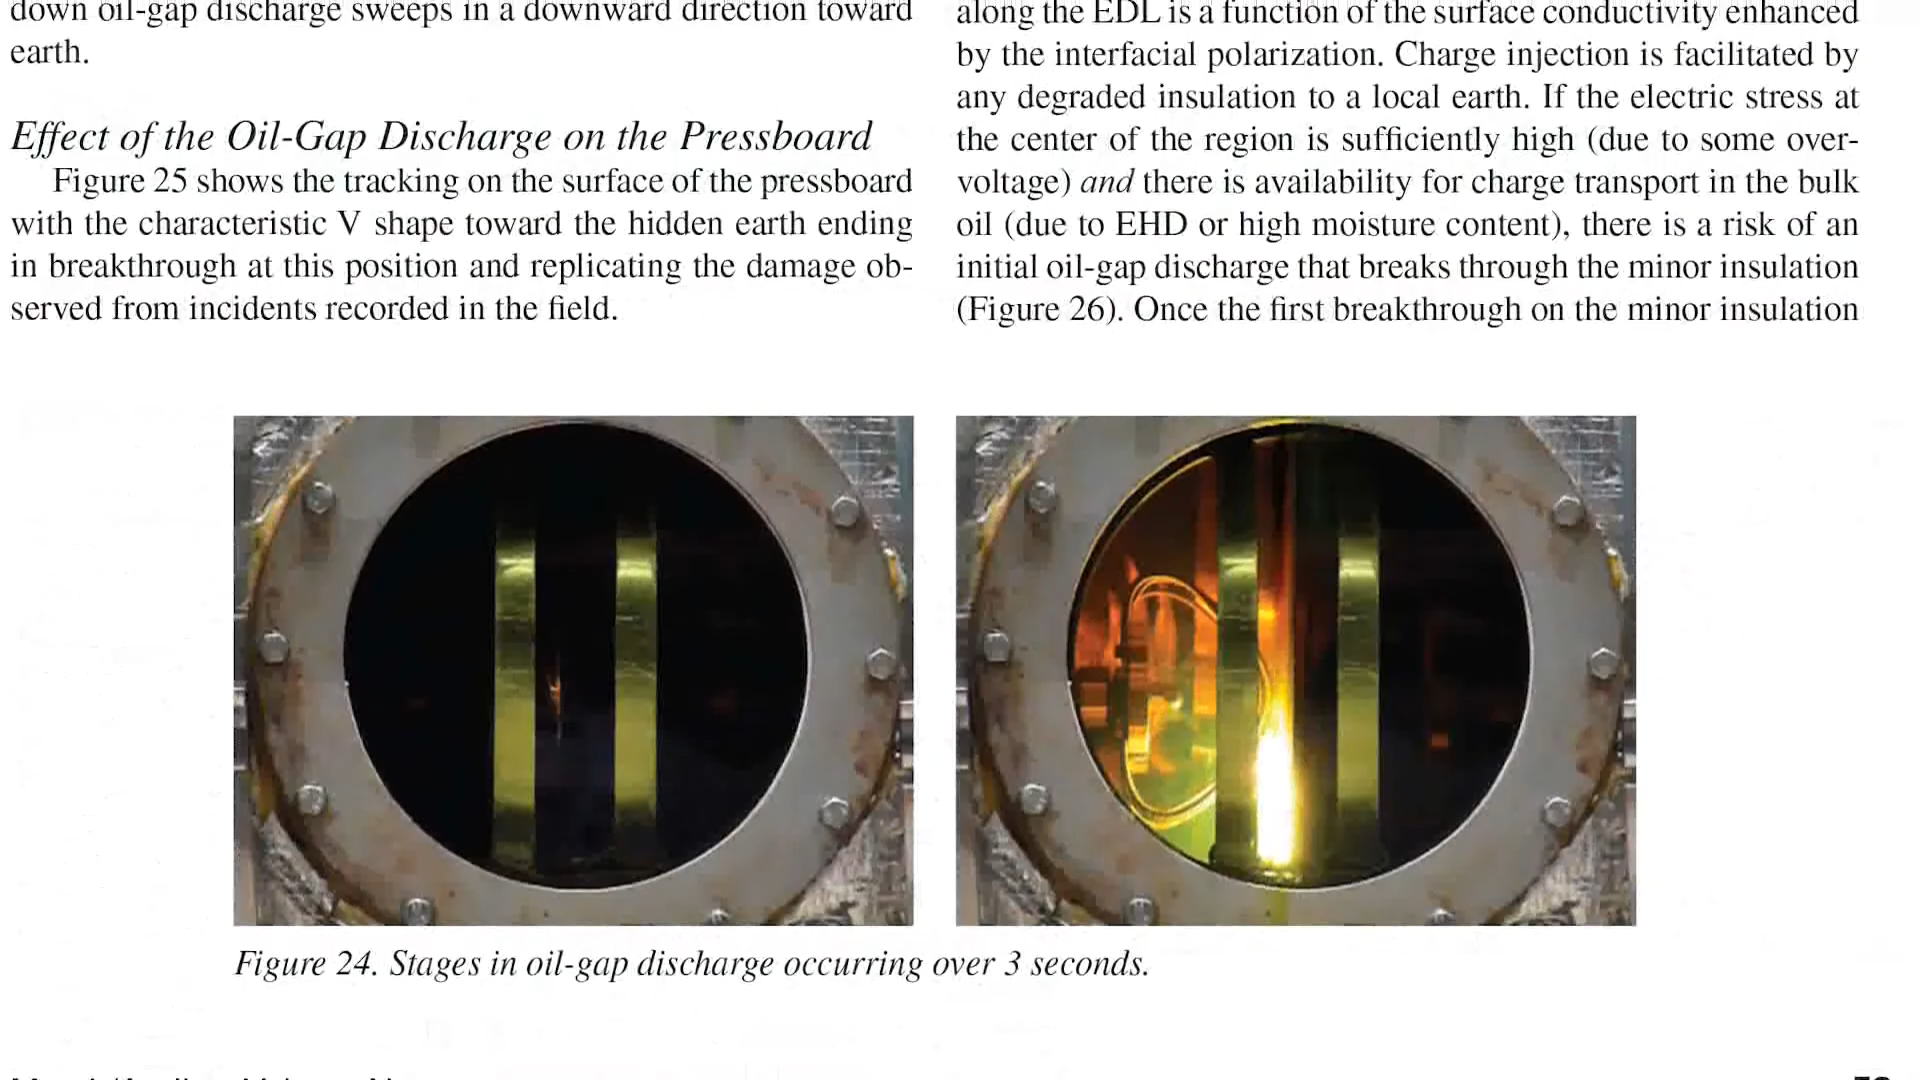 down oil-gap discharge sweeps in a downward direction toward
earth.
Effect of the Oil-Gap Discharge on the Pressboard
Figure 25 shows the tracking on the surface of the pressboard
with the characteristic V shape toward the hidden earth ending
in breakthrough at this position and replicating the damage ob-
served from incidents recorded in the field.
along the EDL is a function of the surface conductivity enhanced
by the interfacial polarization. Charge injection is facilitated by
any degraded insulation to a local earth. If the electric stress at
the center of the region is sufficiently high (due to some over-
voltage) and there is availability for charge transport in the bulk
oil (due to EHD or high moisture content), there is a risk of an
initial oil-gap discharge that breaks through the minor insulation
(Figure 26). Once the first breakthrough on the minor insulation
Figure 24. Stages in oil-gap discharge occurring over 3 seconds.